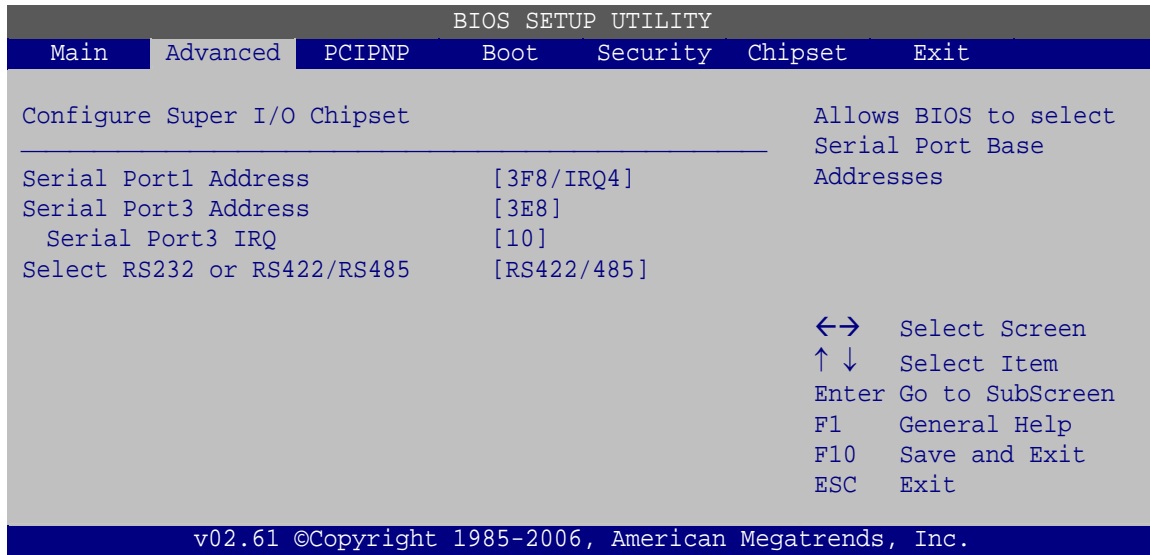 BIOS SETUP UTILITY
Main Advanced PCIPNP Boot Security Chipset Exit
Configure Super I/O Chipset
Serial Port1 Address [3F8/IRQ4]
Serial Port3 Address [3E8]
Serial Port3 IRQ [10]
Select RS232 or RS422/RS485 [RS422/485]
Allows BIOS to select
Serial Port Base
Addresses
←→ Select Screen
↑ ↓ Select Item
Enter Go to SubScreen
F1 General Help
F10 Save and Exit
ESC Exit
v02.61 ©Copyright 1985-2006, American Megatrends, Inc.